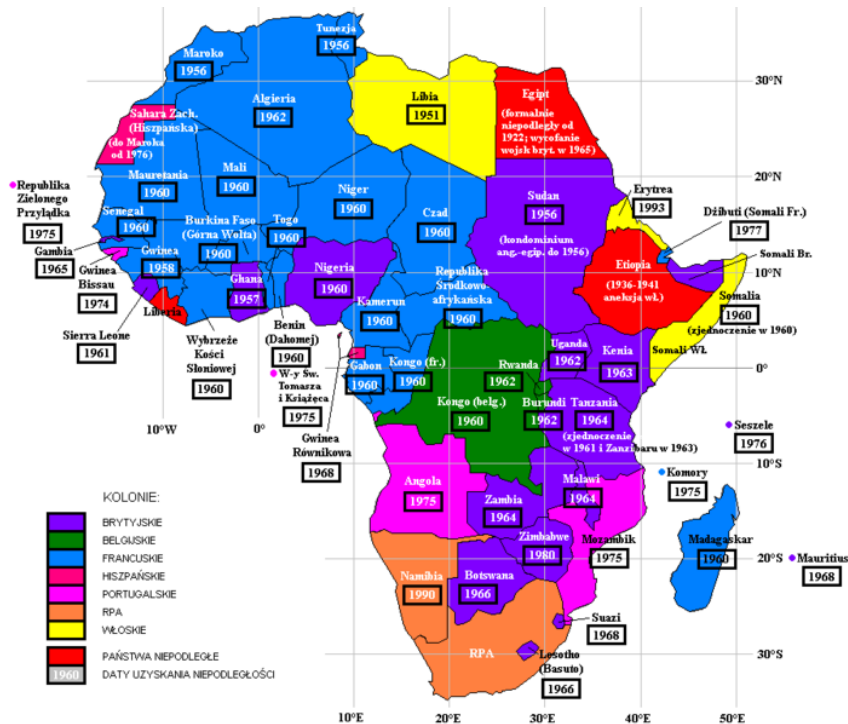 Tunezja
1956
Maroko
1956
30°N
Libia
1951
Egipt
(formalnie
niepodległy od
1922; wycofanie
wojsk bryt. w 1965)
Algieria
1962
Sahara Zach.
(Hiszpańska)
(do Maroka
od 1976)
20°N
Mauretania
1960
Mali
1960
Niger
1960
Czad
1960
Sudan
1956
(kondominium
ang.-egip. do 1956)
Erytrea
1993
Republika
Zielonego
Przylądka
1975
Dżibuti (Somali Fr.)
1977
Senegal
1960
Burkina Faso
(Górna Wolta)
1960
Togo
1960
Gambia
1965
Gwinea
1958
Gwinea
Bissau
1974
Ghana
1957
Nigeria
1960
Somali Br.
10°N
Etiopia
(1936-1941
aneksja wł.)
Republika
Środkowo-
afrykańska
1960
Kamerun
1960
Somalia
1960
(zjednoczenie w 1960)
Liberia
Sierra Leone
1961
Wybrzeże
Kości
Słoniowej
1960
Benin
(Dahomej)
1960
Uganda
1962
Kenia
1963
Somali Wł.
0°
Gabon
1960
Kongo (fr.)
1960
Rwanda
1962
W-y Św.
Tomasza
i Książęca
1975
Kongo (belg.)
1960
Burundi
1962
Tanzania
1964
(zjednoczenie
w 1961 i Zanzibaru w 1963)
10°W
0°
Gwinea
Równikowa
1968
Seszele
1976
10°S
Angola
1975
Zambia
1964
Malawi
1964
Komory
1975
KOLONIE:
BRYTYJSKIE
BELGIJSKIE
FRANCUSKIE
HISZPAŃSKIE
PORTUGALSKIE
RPA
WŁOSKIE
PAŃSTWA NIEPODLEGŁE
1960
DATY UZYSKANIA NIEPODLEGŁOŚCI
Zimbabwe
1980
Mozambik
1975
Madagaskar
1960
20°S
Mauritius
1968
Namibia
1990
Botswana
1966
Suazi
1968
RPA
Lesotho
(Basuto)
1966
30°S
10°E
20°E
30°E
40°E
50°E